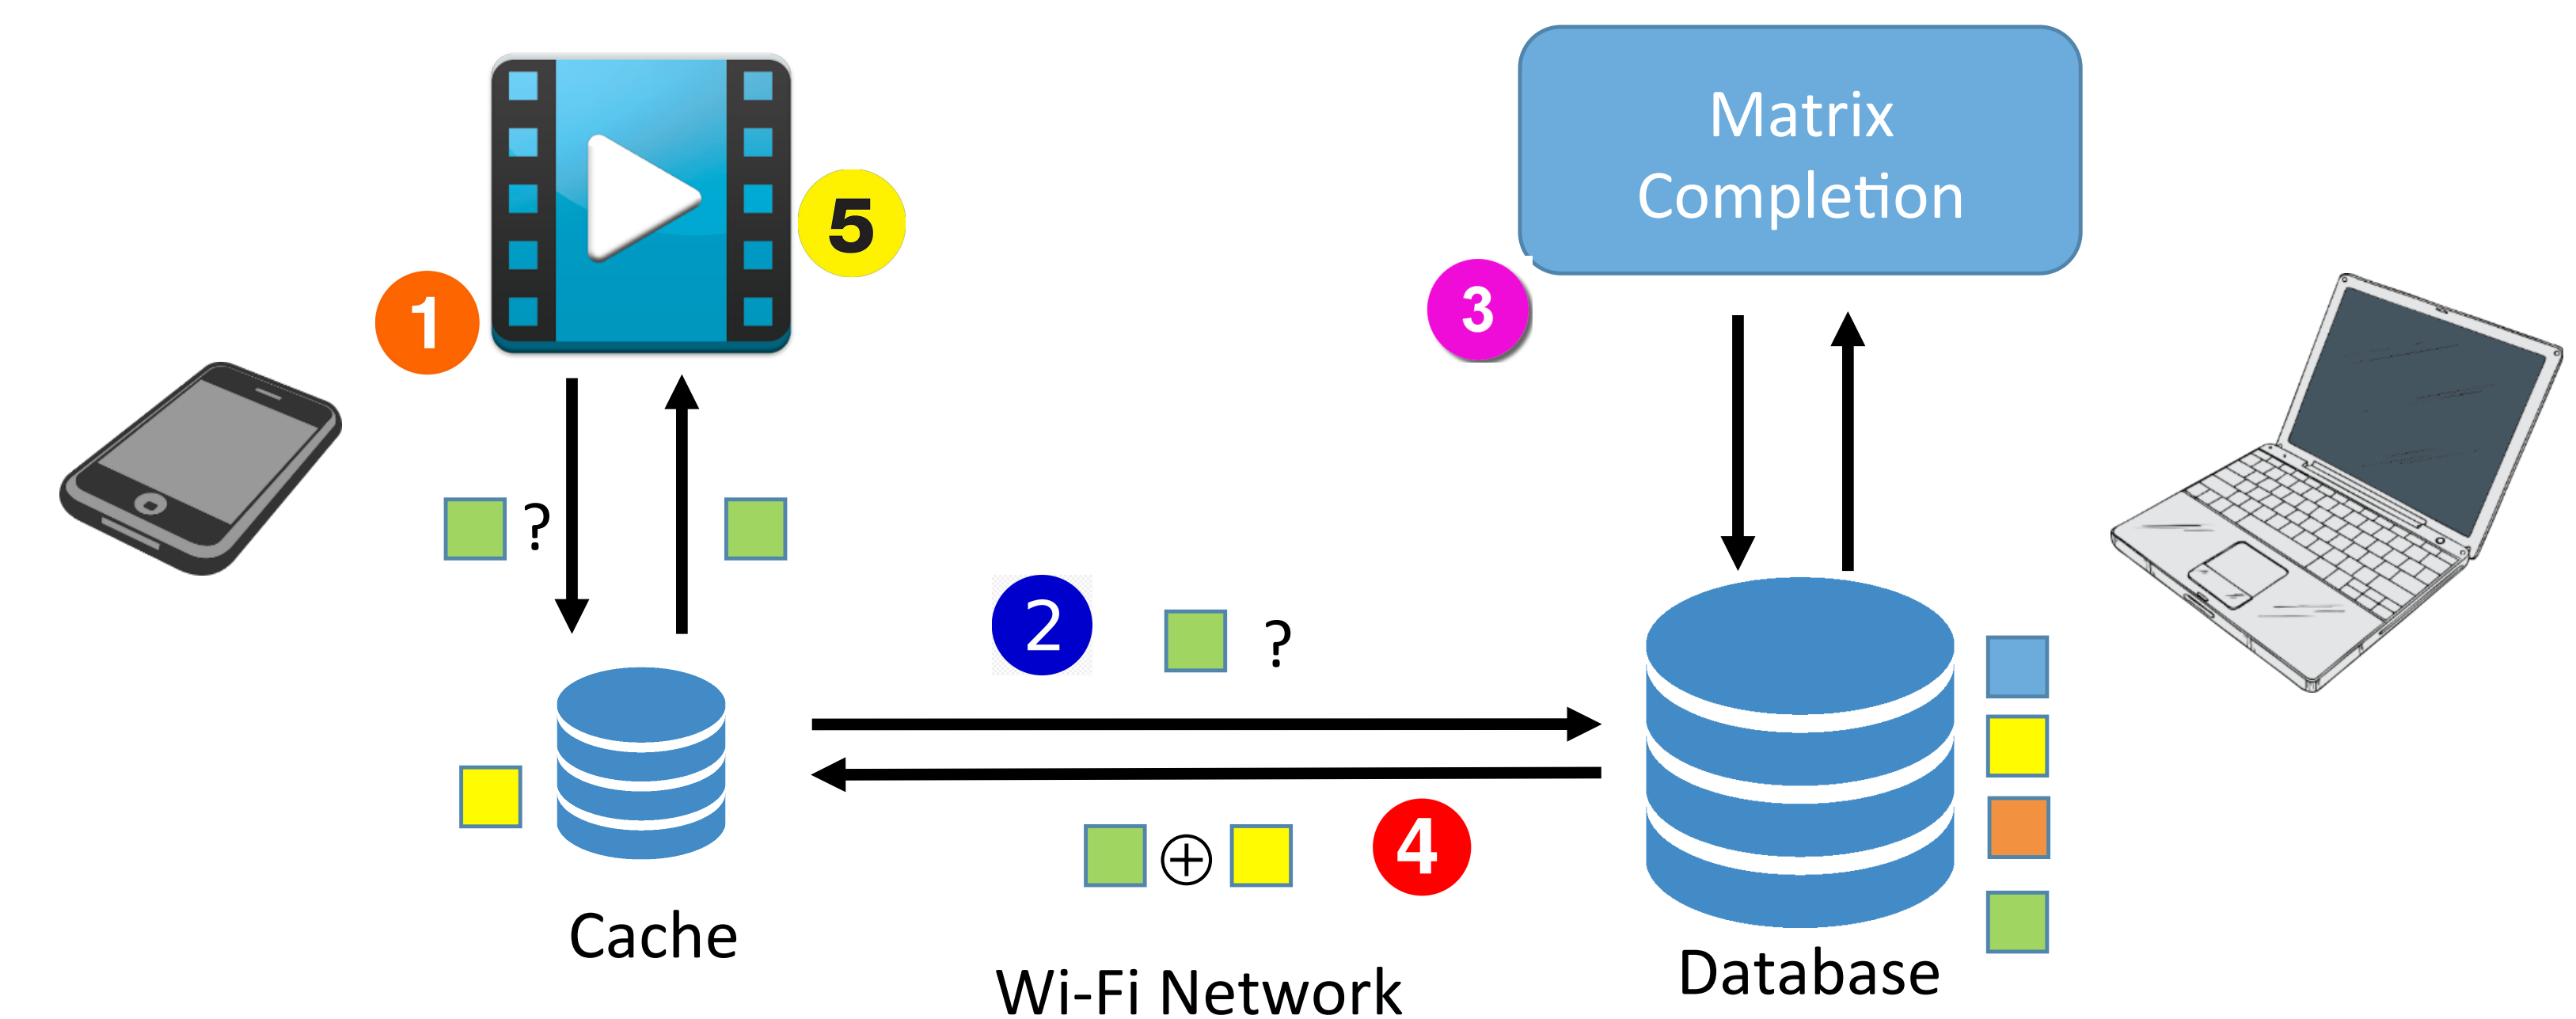 Matrix
Completion
5
1
3
?
2
?
4
Cache
Database
Wi-Fi Network